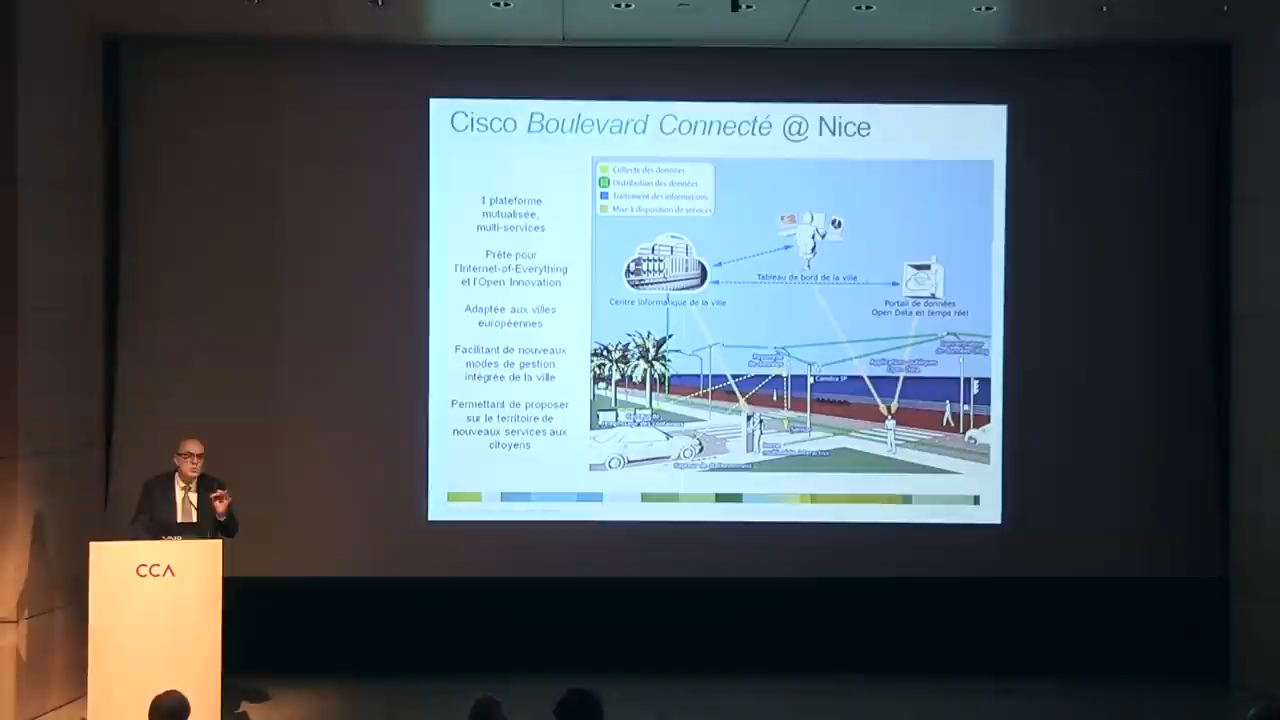 Cisco Boulevard Connecté @ Nice
1 plateforme
mutualisée,
multi-services
Prête pour
l'Internet-of-Everything
et l'Open Innovation
Adaptée aux villes
européennes
Facilitant de nouveaux
modes de gestion
intégrée de la ville
Permettant de proposer
sur le territoire de
nouveaux services aux
citoyens
Collecte des données
Distribution des données
Traitement des informations
Mise à disposition de services
Tableau de bord de la ville
Centre informatique de la ville
Portail de données
Open Data en temps réel
Caméra IP
CCA